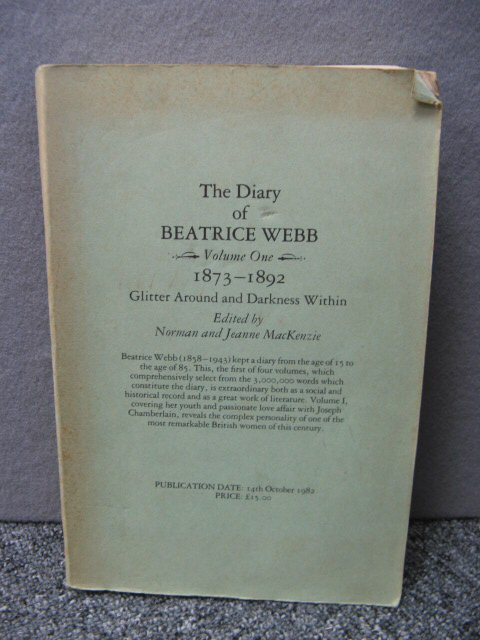 The Diary
of
BEATRICE WEBB
Volume One
1873–1892
Glitter Around and Darkness Within
Edited by
Norman and Jeanne MacKenzie
Beatrice Webb (1858–1943) kept a diary from the age of 15 to
the age of 85. This, the first of four volumes, which
comprehensively select from the 3,000,000 words which
constitute the diary, is extraordinary both as a social and
historical record and as a great work of literature. Volume I,
covering her youth and passionate love affair with Joseph
Chamberlain, reveals the complex personality of one of the
most remarkable British women of this century.
PUBLICATION DATE: 14th October 1982
PRICE: £15.00